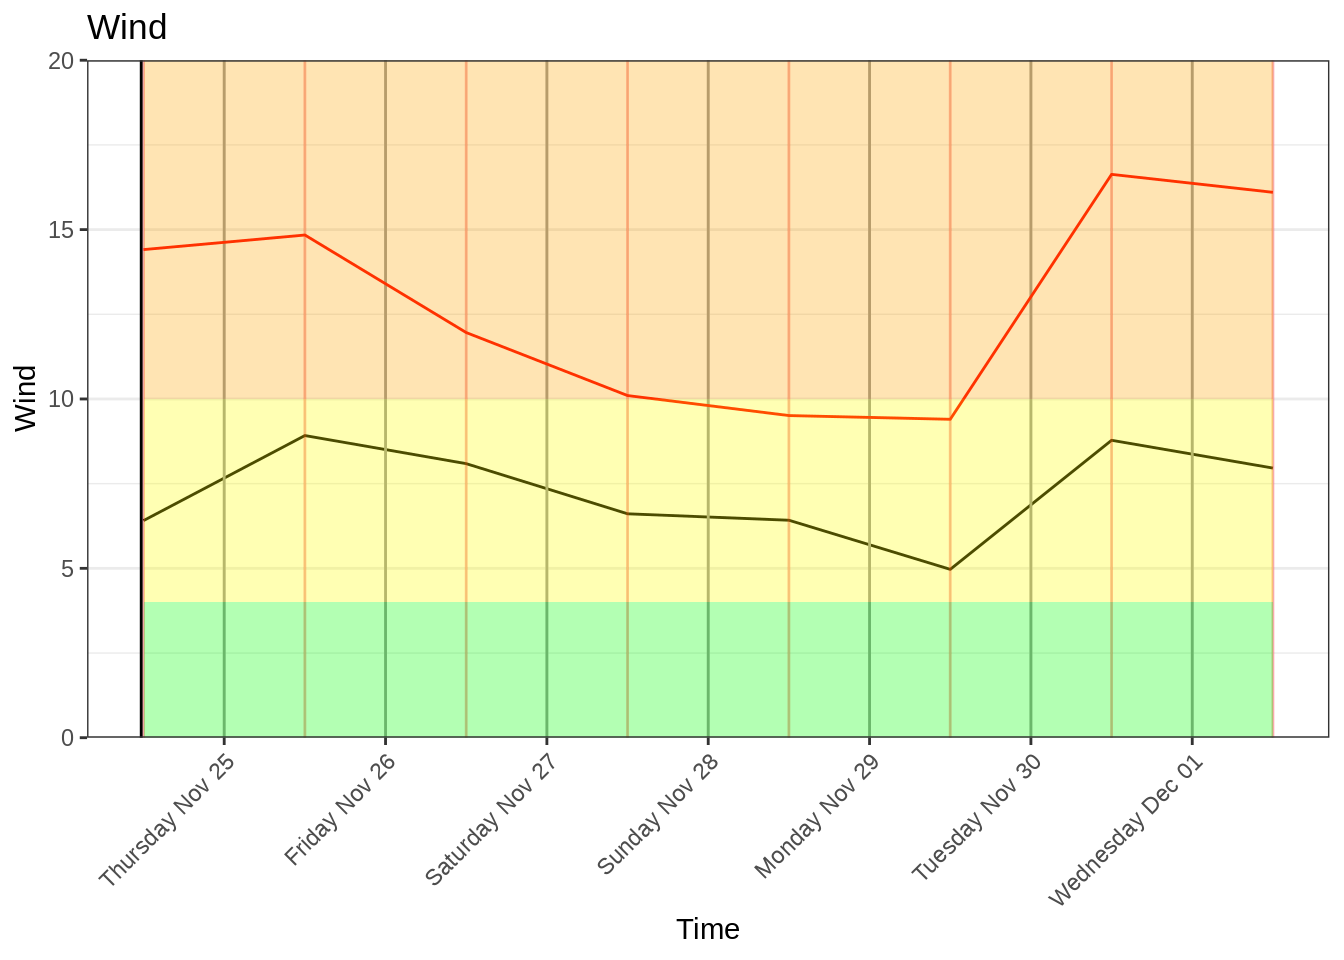 Wind
20
15
10
5
0
Wind
Thursday Nov 25
Friday Nov 26
Saturday Nov 27
Sunday Nov 28
Monday Nov 29
Tuesday Nov 30
Wednesday Dec 01
Time